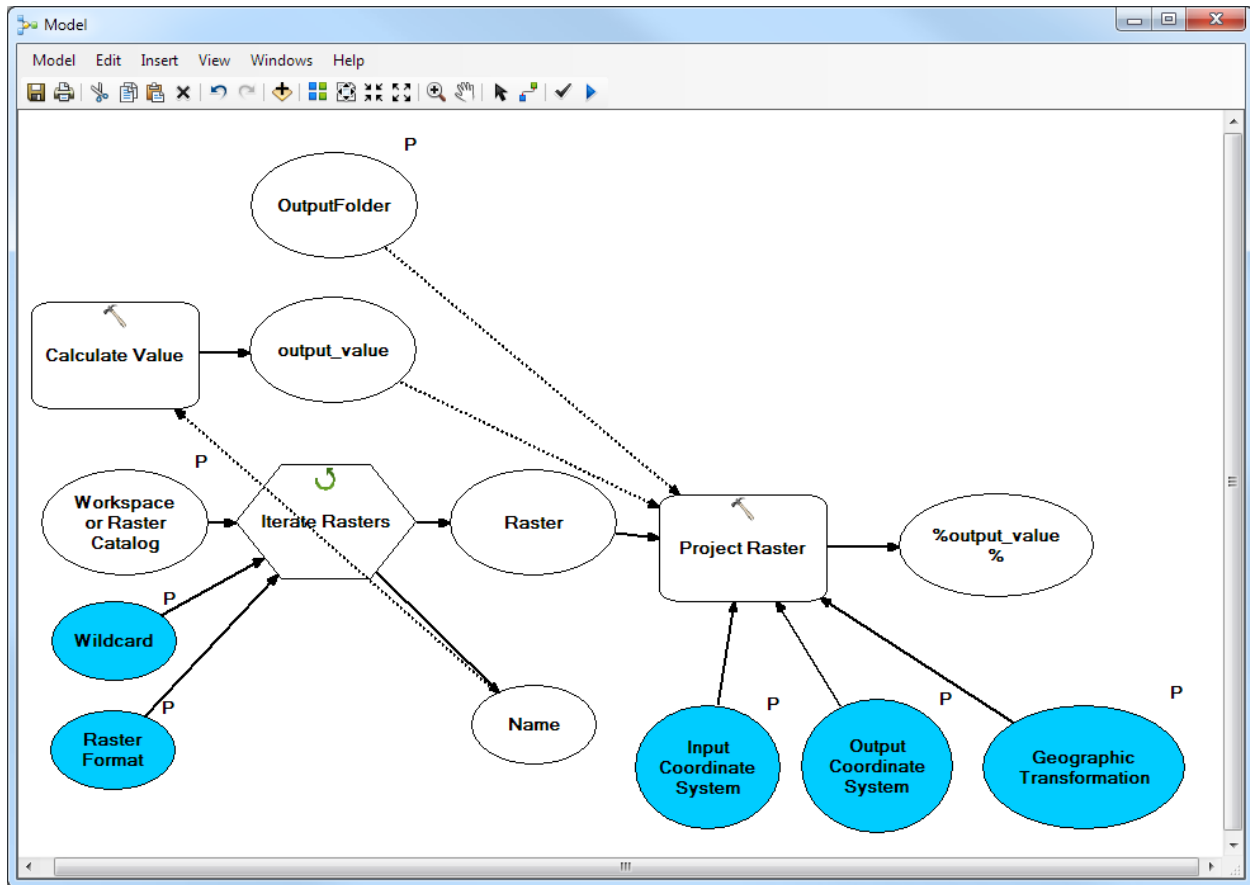 Model
Model Edit Insert View Windows Help
P
OutputFolder
Calculate Value
output_value
P
Workspace
or Raster
Catalog
Iterate Rasters
Raster
Project Raster
%output_value
%
P
Wildcard
P
Raster
Format
Name
P
Input
Coordinate
System
P
Output
Coordinate
System
P
Geographic
Transformation